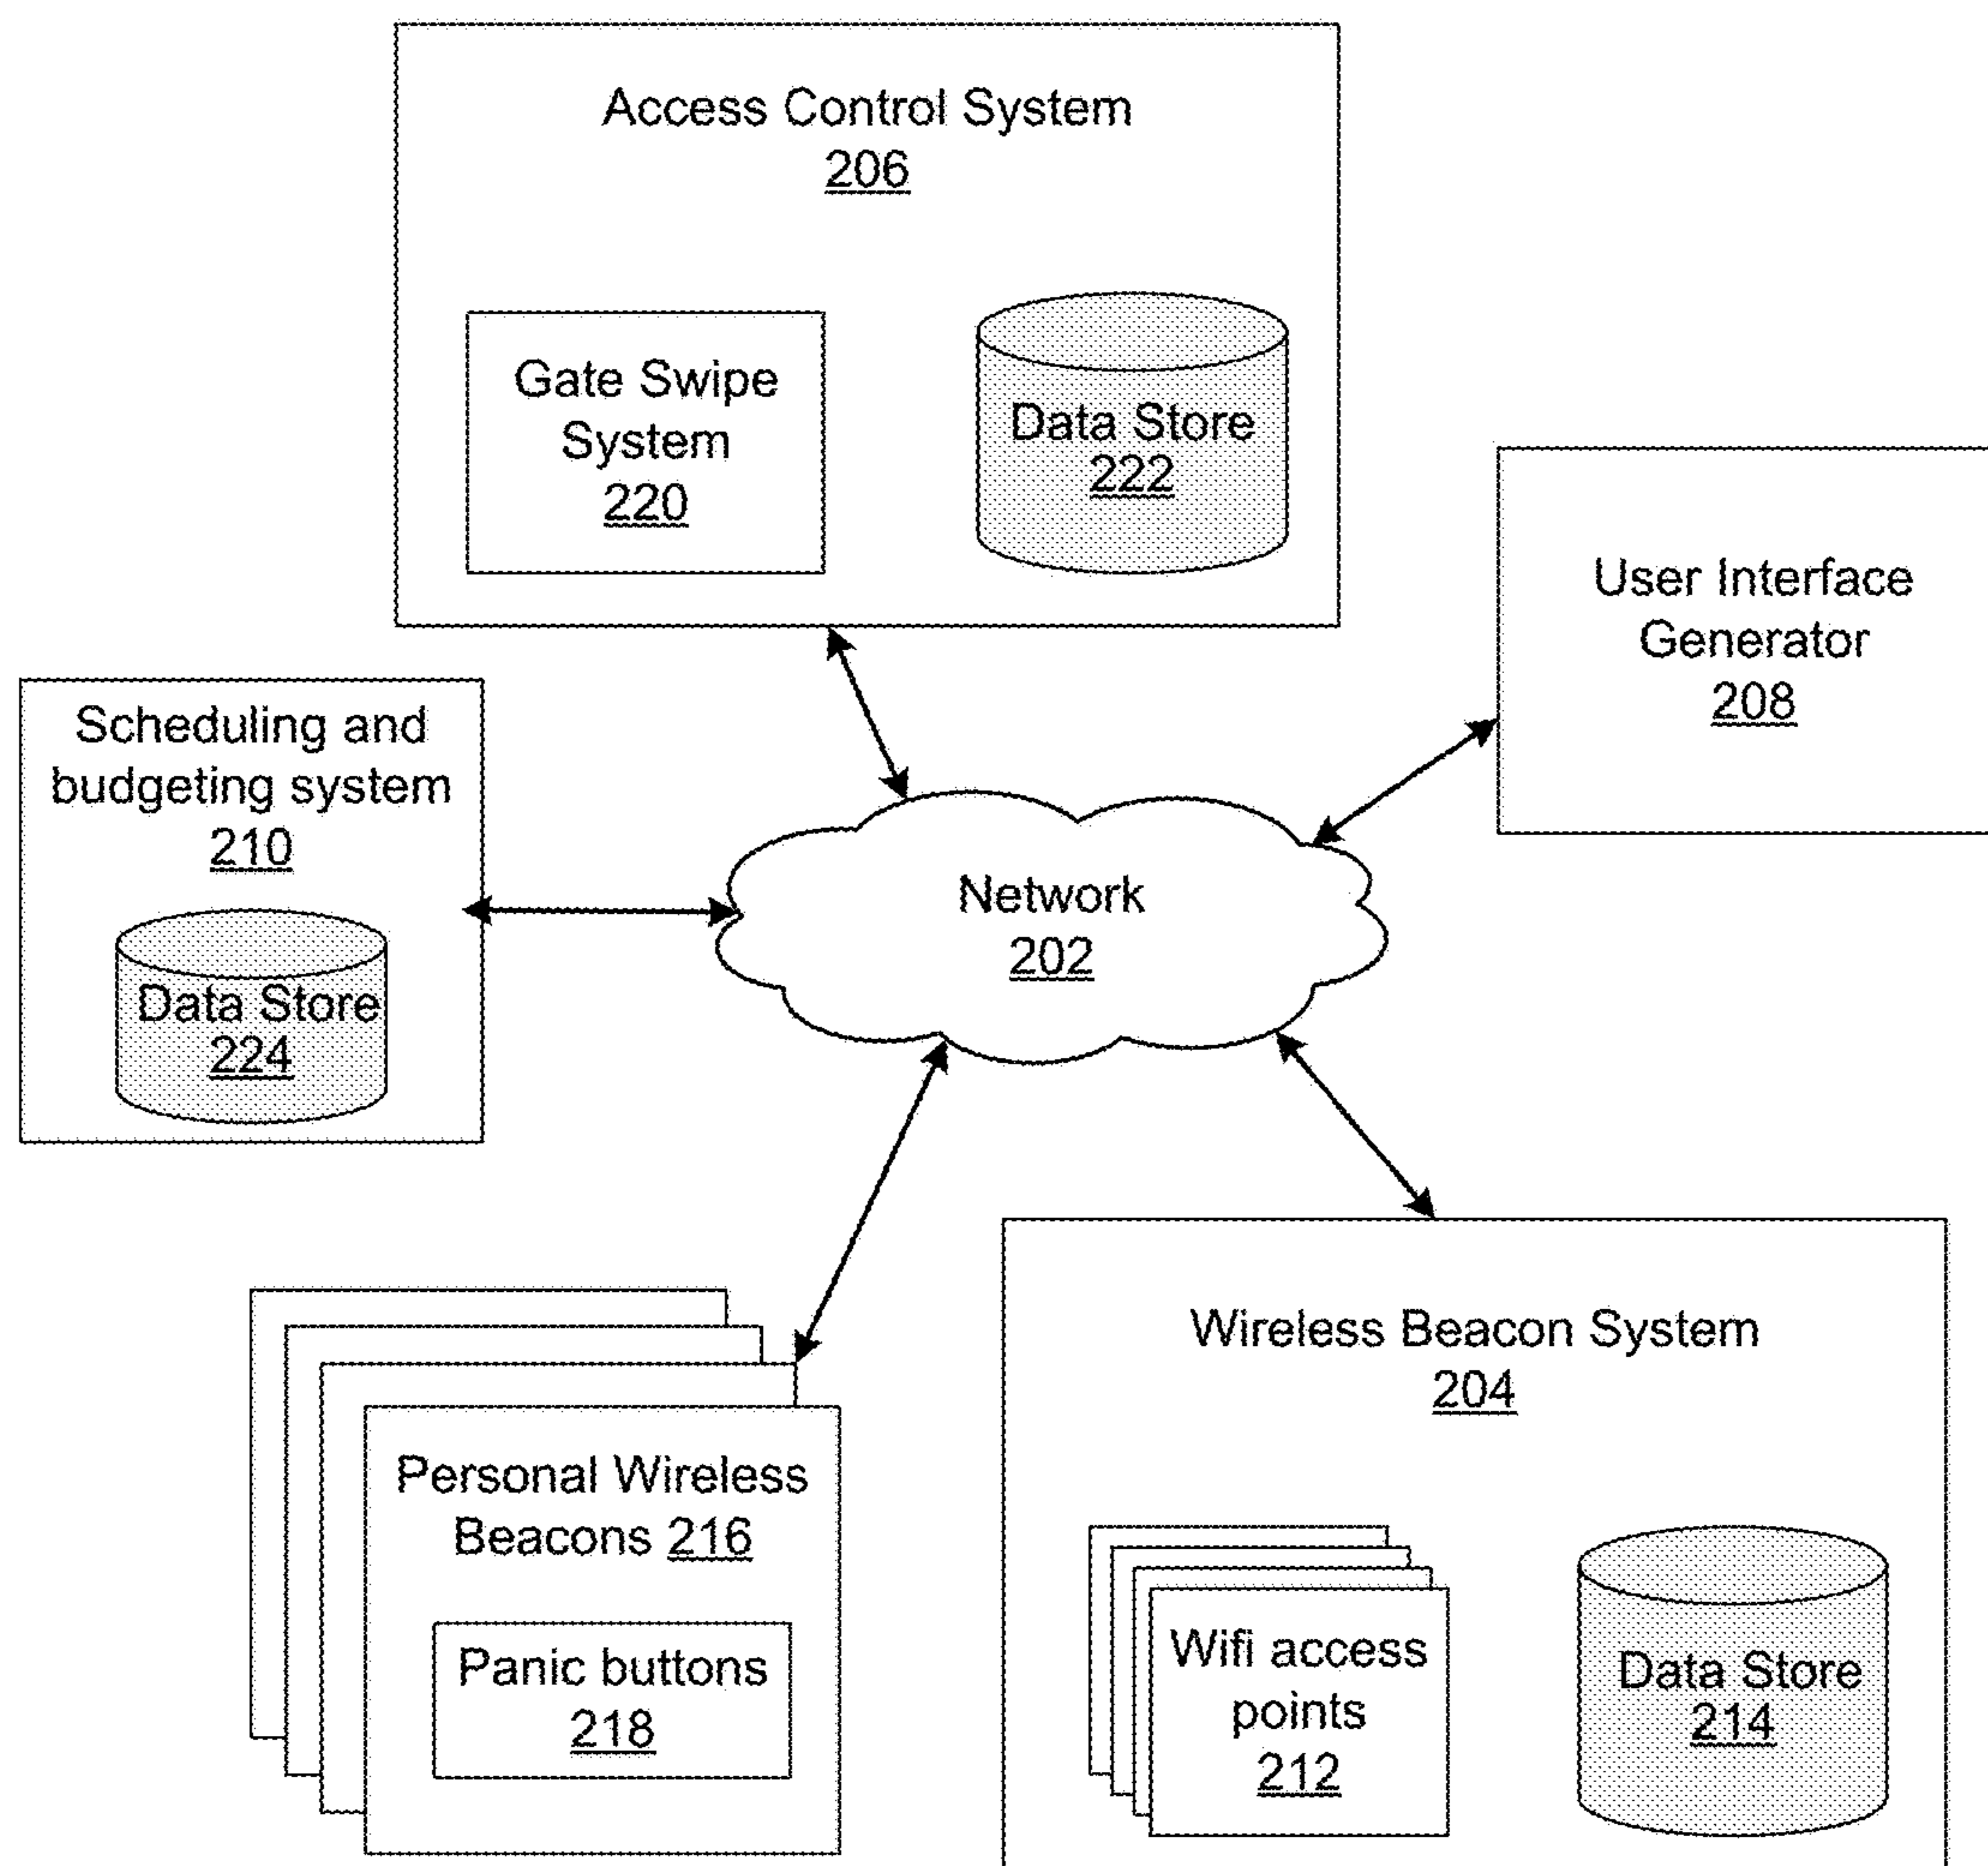 Access Control System
206
Gate Swipe
System
220
Data Store
222
User Interface
Generator
208
Scheduling and
budgeting system
210
Data Store
224
Network
202
Personal Wireless
Beacons 216
Panic buttons
218
Wireless Beacon System
204
Wifi access
points
212
Data Store
214